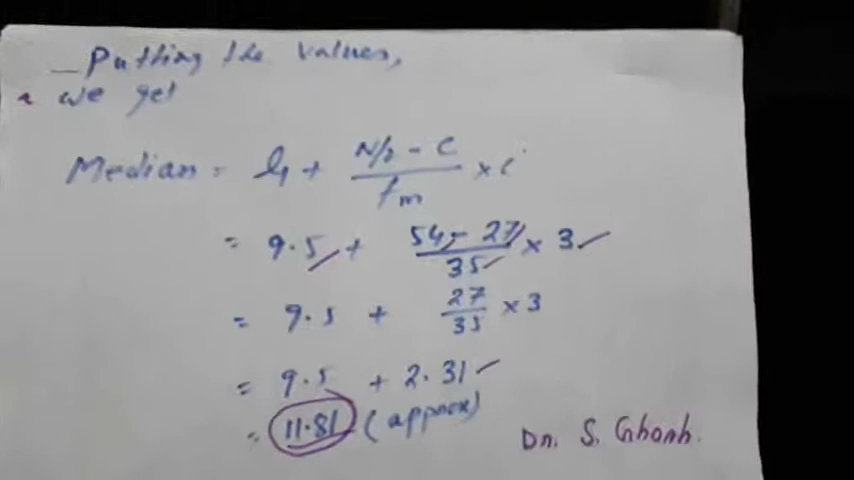 Putting the values,
we get
Median = l₁ + (N/2 - C)/fm × i
= 9.5 + (54 - 27)/35 × 3
= 9.5 + 27/35 × 3
= 9.5 + 2.31
= 11.81 (approx)
Dr. S. Ghosh.